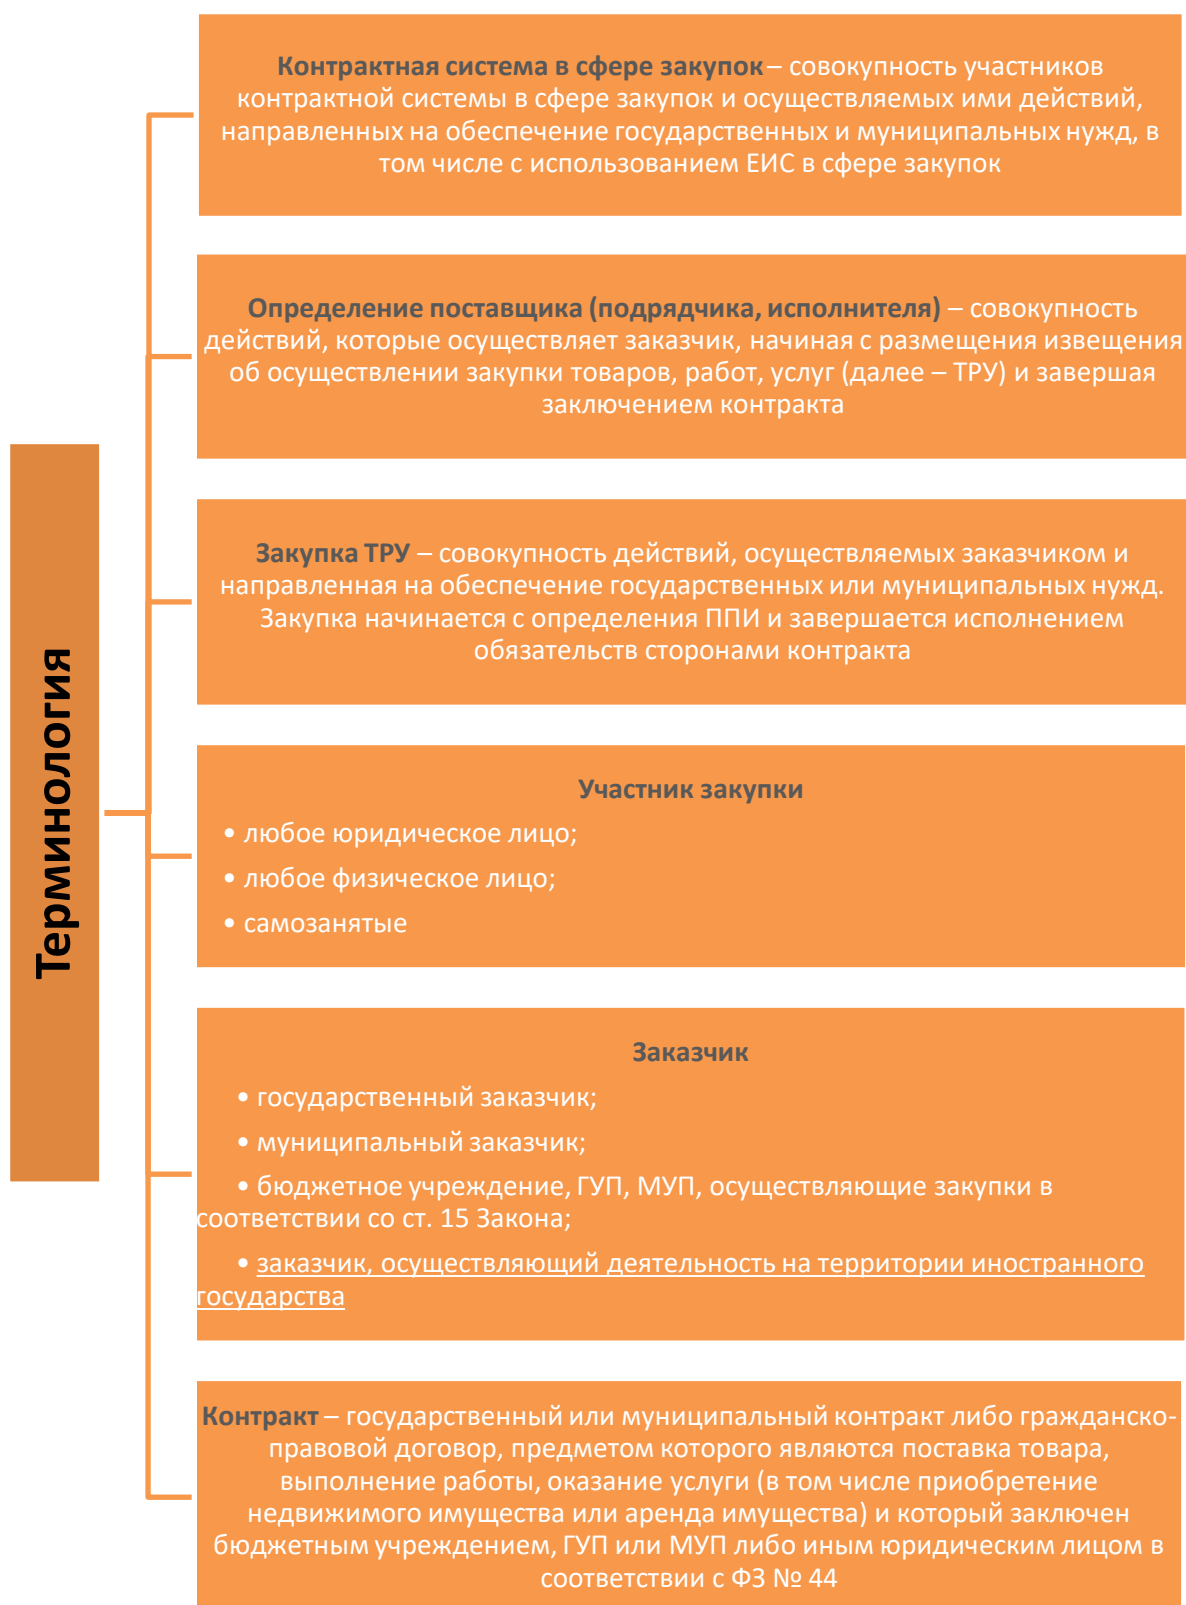 Терминология
Контрактная система в сфере закупок – совокупность участников
контрактной системы в сфере закупок и осуществляемых ими действий,
направленных на обеспечение государственных и муниципальных нужд, в
том числе с использованием ЕИС в сфере закупок
Определение поставщика (подрядчика, исполнителя) – совокупность
действий, которые осуществляет заказчик, начиная с размещения извещения
об осуществлении закупки товаров, работ, услуг (далее – ТРУ) и завершая
заключением контракта
Закупка ТРУ – совокупность действий, осуществляемых заказчиком и
направленная на обеспечение государственных или муниципальных нужд.
Закупка начинается с определения ППИ и завершается исполнением
обязательств сторонами контракта
Участник закупки
• любое юридическое лицо;
• любое физическое лицо;
• самозанятые
Заказчик
• государственный заказчик;
• муниципальный заказчик;
• бюджетное учреждение, ГУП, МУП, осуществляющие закупки в
соответствии со ст. 15 Закона;
• заказчик, осуществляющий деятельность на территории иностранного
государства
Контракт – государственный или муниципальный контракт либо гражданско-
правовой договор, предметом которого являются поставка товара,
выполнение работы, оказание услуги (в том числе приобретение
недвижимого имущества или аренда имущества) и который заключен
бюджетным учреждением, ГУП или МУП либо иным юридическим лицом в
соответствии с ФЗ № 44